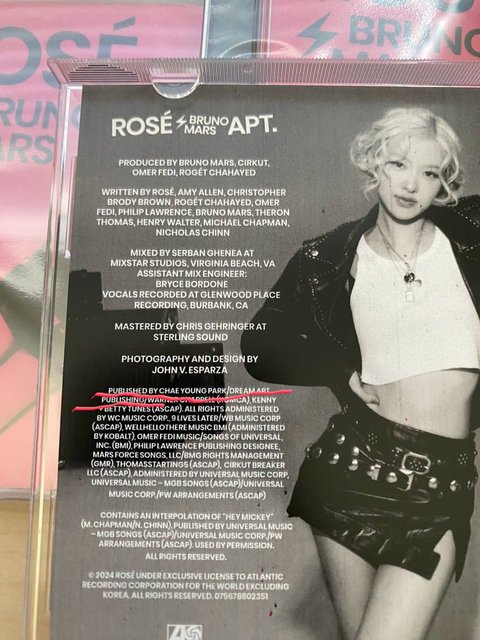 OSÉ
BRUNO
BRUN
ARS
ROSÉ BRUNO MARS APT.
PRODUCED BY BRUNO MARS, CIRKUT,
OMER FEDI, ROGÉT CHAHAYED
WRITTEN BY ROSÉ, AMY ALLEN, CHRISTOPHER
BRODY BROWN, ROGÉT CHAHAYED, OMER
FEDI, PHILIP LAWRENCE, BRUNO MARS, THERON
THOMAS, HENRY WALTER, MICHAEL CHAPMAN,
NICHOLAS CHINN
MIXED BY SERBAN GHENEA AT
MIXSTAR STUDIOS, VIRGINIA BEACH, VA
ASSISTANT MIX ENGINEER:
BRYCE BORDONE
VOCALS RECORDED AT GLENWOOD PLACE
RECORDING, BURBANK, CA
MASTERED BY CHRIS GEHRINGER AT
STERLING SOUND
PHOTOGRAPHY AND DESIGN BY
JOHN V. ESPARZA
PUBLISHED BY CHAE YOUNG PARK/DREAM APT.
PUBLISHING/WARNER CHAPPELL (KOMCA), KENNY
+ BETTY TUNES (ASCAP). ALL RIGHTS ADMINISTERED
BY WC MUSIC CORP., 9 LIVES LATER/WB MUSIC CORP.
(ASCAP), WELLHELLOTHERE MUSIC BMI (ADMINISTERED
BY KOBALT), OMER FEDI MUSIC/SONGS OF UNIVERSAL,
INC. (BMI), PHILIP LAWRENCE PUBLISHING DESIGNEE,
MARS FORCE SONGS, LLC/BMG RIGHTS MANAGEMENT
(GMR), THOMASSTARTINGS (ASCAP), CIRKUT BREAKER
LLC (ASCAP), ADMINISTERED BY UNIVERSAL MUSIC CORP,
UNIVERSAL MUSIC – MGB SONGS (ASCAP)/UNIVERSAL
MUSIC CORP./PW ARRANGEMENTS (ASCAP)
CONTAINS AN INTERPOLATION OF "HEY MICKEY"
(M. CHAPMAN/N. CHINN). PUBLISHED BY UNIVERSAL MUSIC
– MGB SONGS (ASCAP)/UNIVERSAL MUSIC CORP./PW
ARRANGEMENTS (ASCAP). USED BY PERMISSION.
ALL RIGHTS RESERVED.
© 2024 ROSÉ UNDER EXCLUSIVE LICENSE TO ATLANTIC
RECORDING CORPORATION FOR THE WORLD EXCLUDING
KOREA. ALL RIGHTS RESERVED. 075678602351